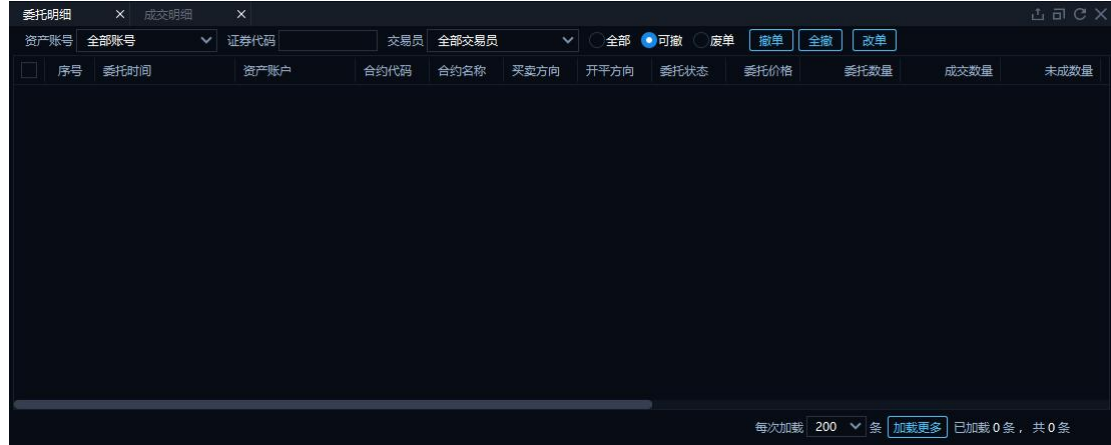 委托明细 成交明细
资产账号 全部账号 证券代码 交易员 全部交易员 全部 可撤 废单 撤单 全撤 改单
序号 委托时间 资产账户 合约代码 合约名称 买卖方向 开平方向 委托状态 委托价格 委托数量 成交数量 未成数量
每次加载 200 条 加载更多 已加载 0 条， 共 0 条